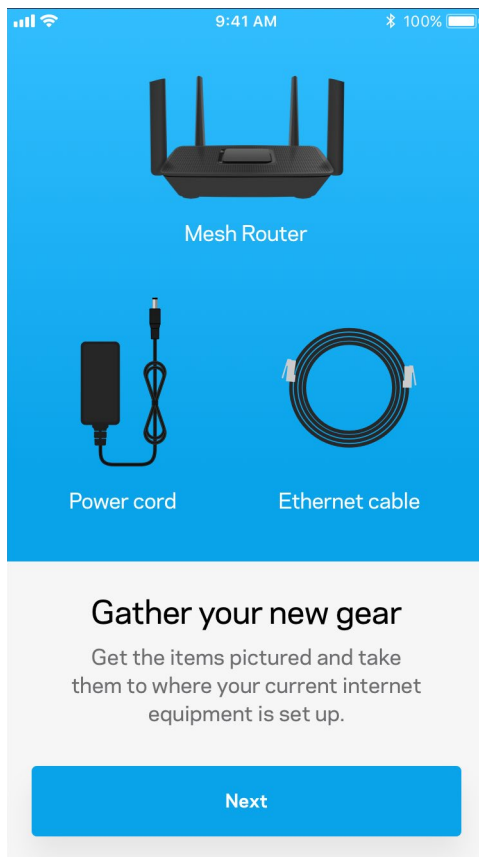 9:41 AM
100%
Mesh Router
Power cord
Ethernet cable
Gather your new gear
Get the items pictured and take
them to where your current internet
equipment is set up.
Next